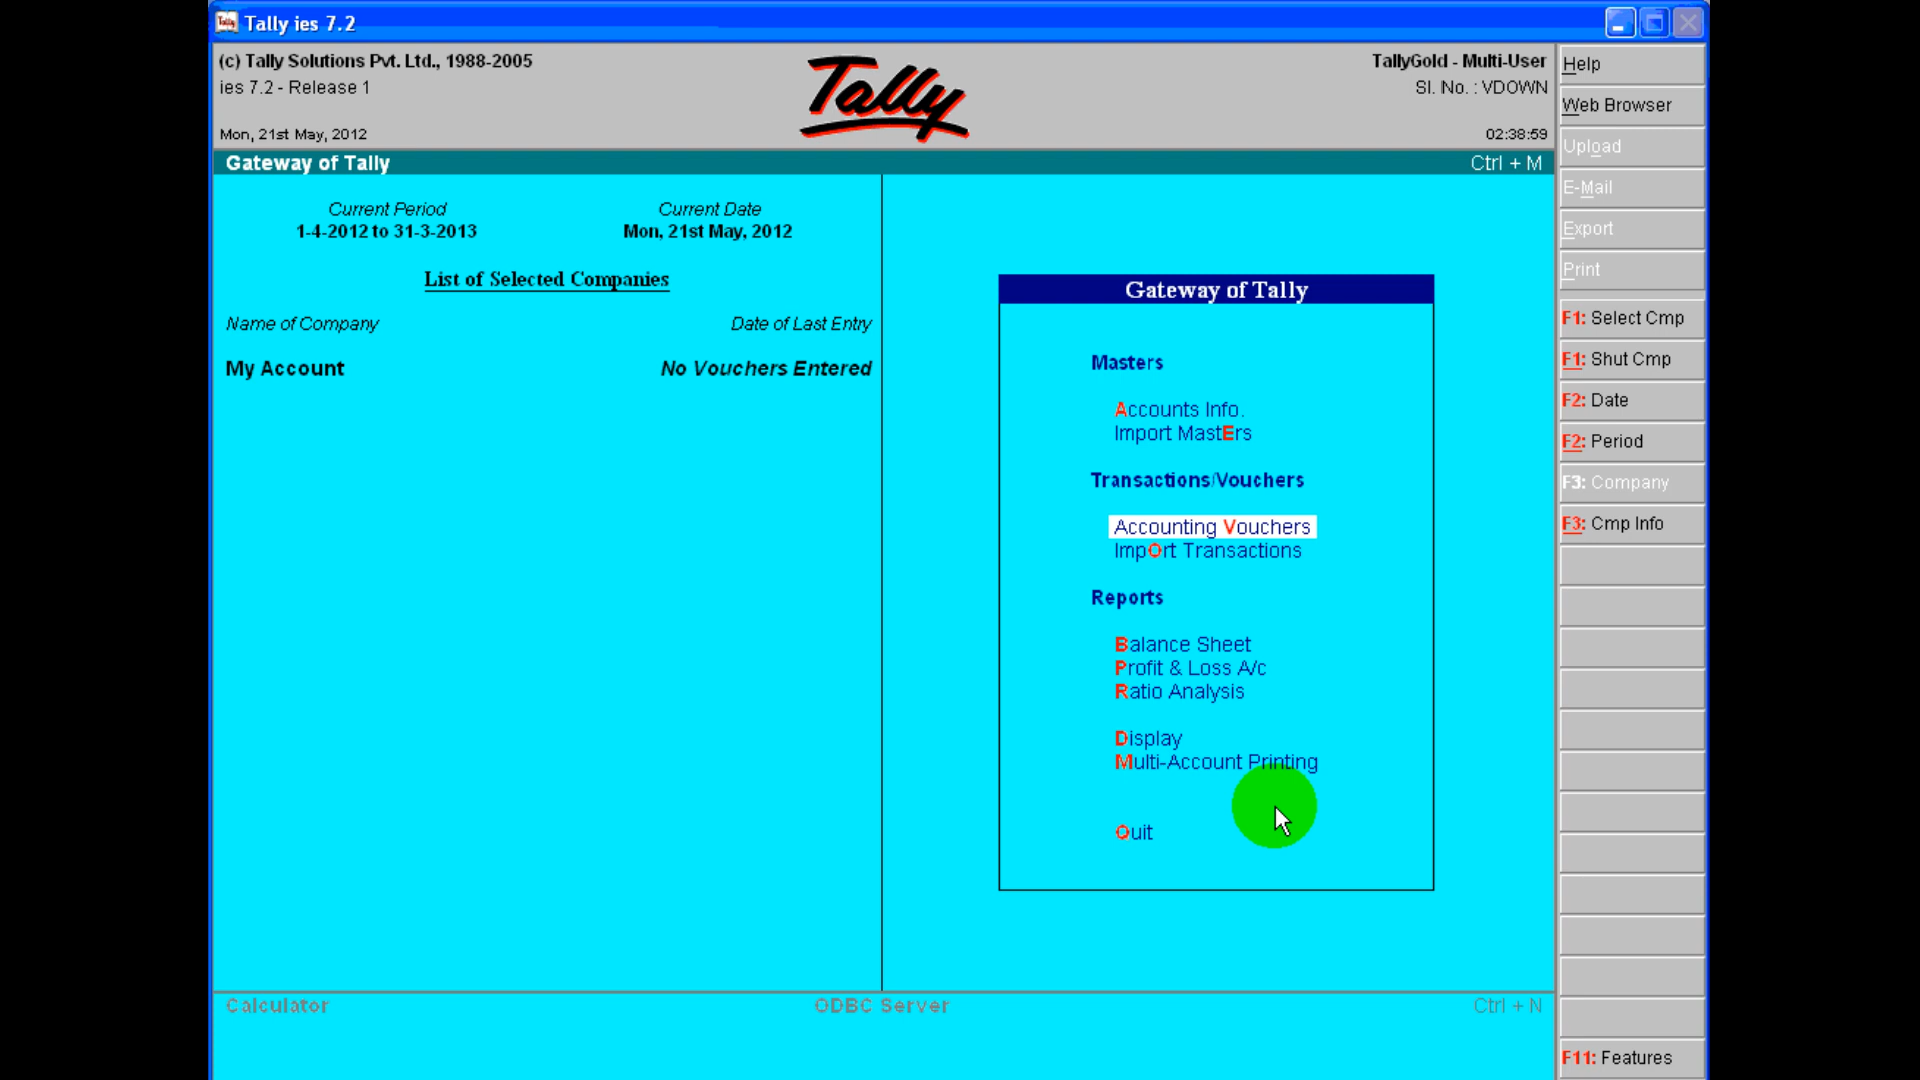 Tally ies 7.2
(c) Tally Solutions Pvt. Ltd., 1988-2005
ies 7.2 - Release 1
Mon, 21st May, 2012
Tally
TallyGold - Multi-User
Sl. No. : VDOWN
02:38:59
Gateway of Tally
Ctrl + M
Current Period
Current Date
1-4-2012 to 31-3-2013
Mon, 21st May, 2012
List of Selected Companies
Name of Company
Date of Last Entry
My Account
No Vouchers Entered
Gateway of Tally
Masters
Accounts Info.
Import MastErs
Transactions/Vouchers
Accounting Vouchers
ImpOrt Transactions
Reports
Balance Sheet
Profit & Loss A/c
Ratio Analysis
Display
Multi-Account Printing
Quit
Calculator
ODBC Server
Ctrl + N
Help
Web Browser
Upload
E-Mail
Export
Print
F1: Select Cmp
F1: Shut Cmp
F2: Date
F2: Period
F3: Company
F3: Cmp Info
F11: Features